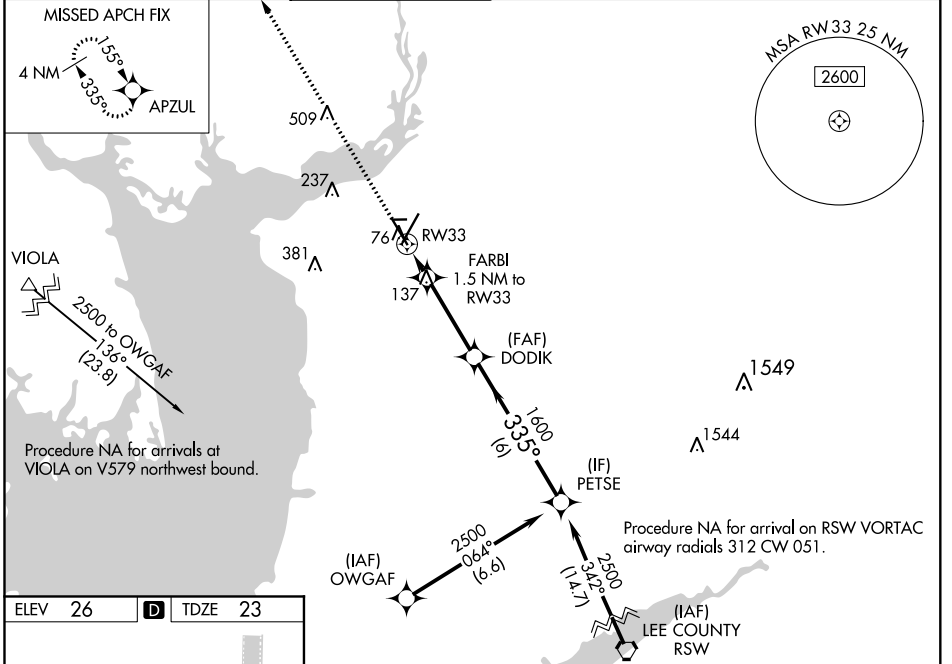 MISSED APCH FIX
4 NM
155°
335°
APZUL
MSA RW33 25 NM
2600
509
237
381
76
RW33
FARBI
1.5 NM to
RW33
137
VIOLA
2500 to OWGAF
136°
(23.8)
(FAF)
DODIK
1549
1544
1600
335°
(6)
Procedure NA for arrivals at
VIOLA on V579 northwest bound.
(IF)
PETSE
Procedure NA for arrival on RSW VORTAC
airway radials 312 CW 051.
2500
064°
(6.6)
(IAF)
OWGAF
2500
342°
(14.7)
(IAF)
LEE COUNTY
RSW
ELEV 26 D TDZE 23